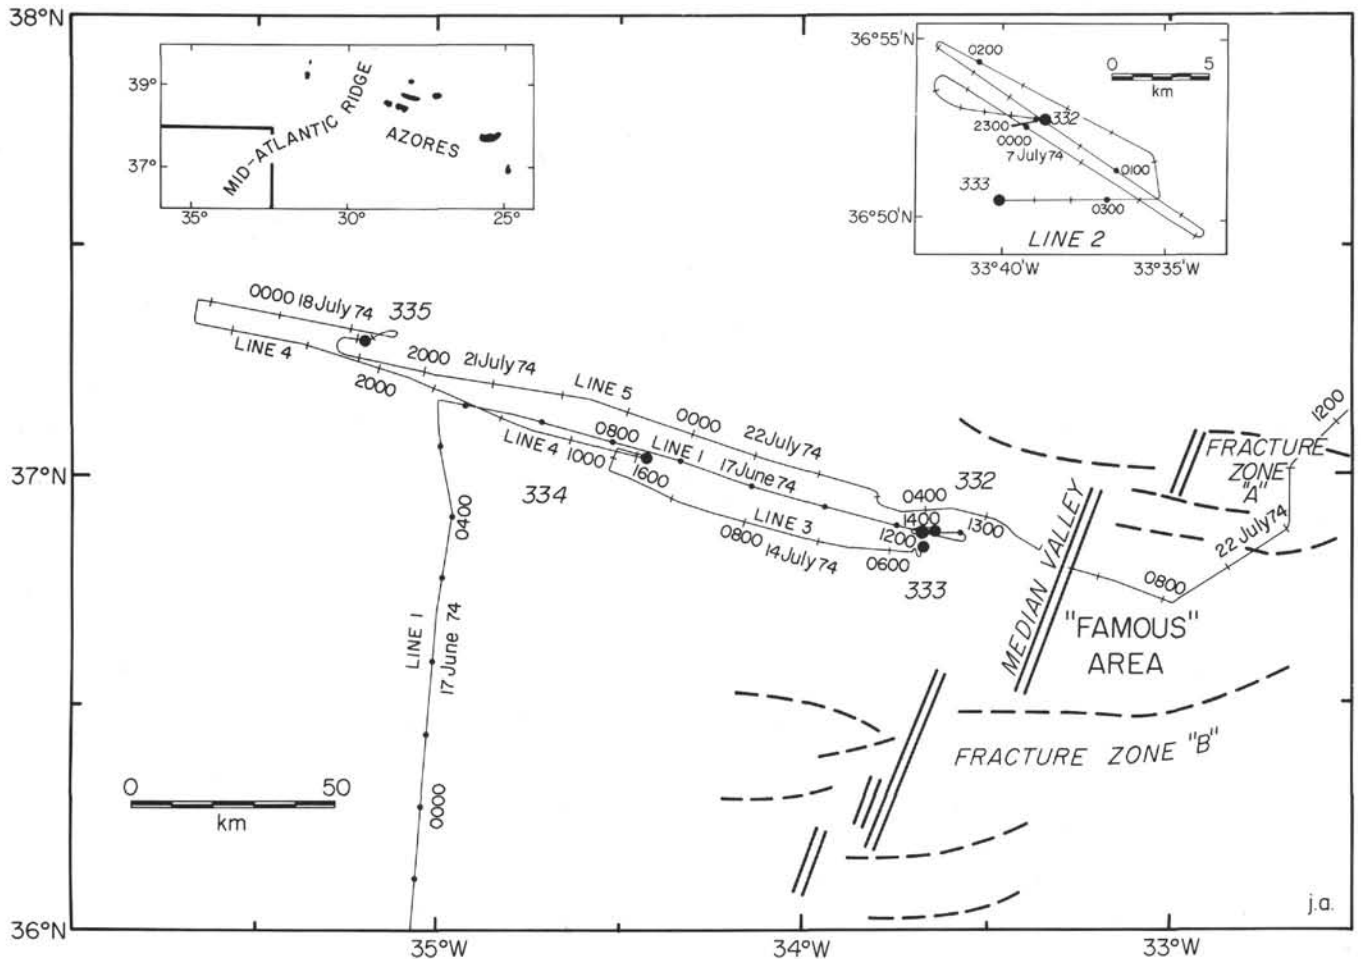 38°N
39°
37°
35°
30°
25°
MID-ATLANTIC RIDGE
AZORES
36°55'N
36°50'N
0200
0 5
km
332
2300
0000
7 July 74
0100
333
0300
LINE 2
33°40'W
33°35'W
0000 18 July 74
335
LINE 4
2000
2000
21 July 74
LINE 5
0000
22 July 74
0800
LINE 1
17 June 74
LINE 4
1000
1600
334
LINE 3
0800
14 July 74
0400
332
1400
1300
1200
0600
333
37°N
0400
LINE 1
17 June 74
0000
MEDIAN VALLEY
FRACTURE
ZONE
"A"
1200
22 July 74
0800
"FAMOUS"
AREA
FRACTURE ZONE "B"
0 50
km
j.a.
36°N
35°W
34°W
33°W